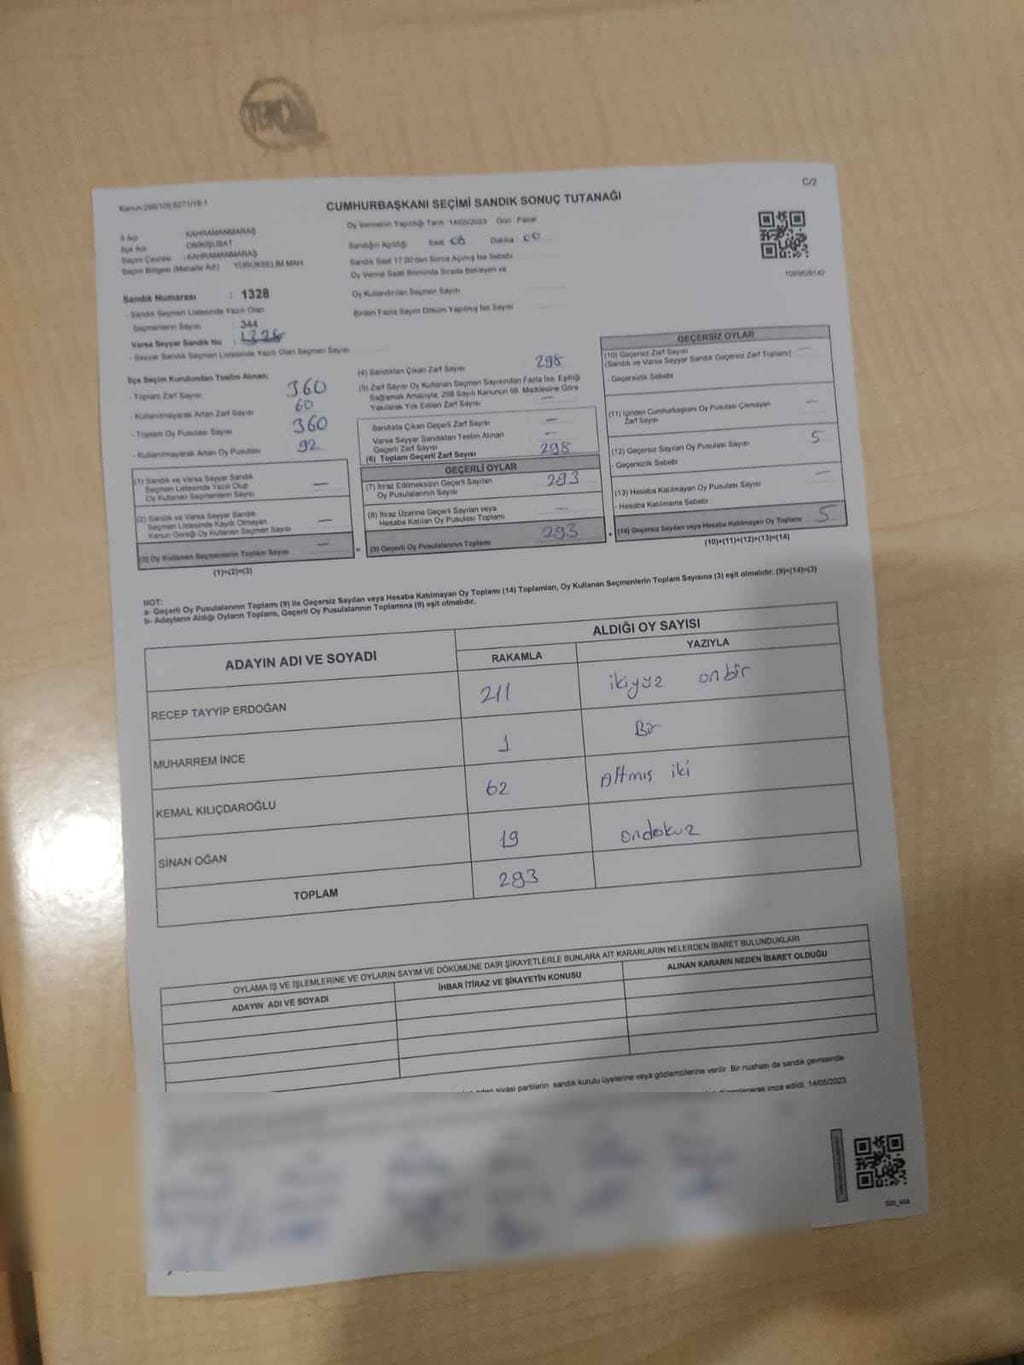 C/2
Kanun 298/105 6271/18-1
CUMHURBAŞKANI SEÇİMİ SANDIK SONUÇ TUTANAĞI
İl Adı : KAHRAMANMARAŞ
İlçe Adı : ONİKİŞUBAT
Seçim Çevresi : KAHRAMANMARAŞ
Seçim Bölgesi (Mahalle Adı) YÜRÜKSELİM MAH.
Sandık Numarası : 1328
- Sandık Seçmen Listesinde Yazılı Olan
Seçmenlerin Sayısı : 344
Varsa Seyyar Sandık No : 1328
- Seyyar Sandık Seçmen Listesinde Yazılı Olan Seçmen Sayısı
Oy Vermenin Yapıldığı Tarih 14/05/2023 Gün : Pazar
Sandığın Açıldığı Saat 08 Dakika 00
Sandık Saat 17:00'den Sonra Açılmış İse Sebebi
Oy Verme Saati Bitiminde Sırada Bekleyen ve
Oy Kullandırılan Seçmen Sayısı
Birden Fazla Sayım Döküm Yapılmış İse Sayısı
İlçe Seçim Kurulundan Teslim Alınan;
- Toplam Zarf Sayısı 360
- Kullanılmayarak Artan Zarf Sayısı 60
- Toplam Oy Pusulası Sayısı 360
- Kullanılmayarak Artan Oy Pusulası 92
(1) Sandık ve Varsa Seyyar Sandık
Seçmen Listesinde Yazılı Olup
Oy Kullanan Seçmenlerin Sayısı —
(2) Sandık ve Varsa Seyyar Sandık
Seçmen Listesinde Kayıtlı Olmayan
Kanun Gereği Oy Kullanan Seçmen Sayısı —
(3) Oy Kullanan Seçmenlerin Toplam Sayısı —
(1)+(2)=(3)
(4) Sandıktan Çıkan Zarf Sayısı 298
(5) Zarf Sayısı Oy Kullanan Seçmen Sayısından Fazla İse, Eşitliği
Sağlamak Amacıyla, 298 Sayılı Kanunun 98. Maddesine Göre
Yakılarak Yok Edilen Zarf Sayısı —
Sandıkta Çıkan Geçerli Zarf Sayısı —
Varsa Seyyar Sandıktan Teslim Alınan
Geçerli Zarf Sayısı —
(6) Toplam Geçerli Zarf Sayısı 298
GEÇERLİ OYLAR
(7) İtiraz Edilmeksizin Geçerli Sayılan
Oy Pusulalarının Sayısı 293
(8) İtiraz Üzerine Geçerli Sayılan veya
Hesaba Katılan Oy Pusulası Toplamı —
(9) Geçerli Oy Pusulalarının Toplamı 293
GEÇERSİZ OYLAR
(10) Geçersiz Zarf Sayısı
(Sandık ve Varsa Seyyar Sandık Geçersiz Zarf Toplamı) —
- Geçersizlik Sebebi
(11) İçinden Cumhurbaşkanı Oy Pusulası Çıkmayan
Zarf Sayısı —
(12) Geçersiz Sayılan Oy Pusulası Sayısı 5
- Geçersizlik Sebebi
(13) Hesaba Katılmayan Oy Pusulası Sayısı —
- Hesaba Katılmama Sebebi
(14) Geçersiz Sayılan veya Hesaba Katılmayan Oy Toplamı 5
(10)+(11)+(12)+(13)=(14)
NOT:
a- Geçerli Oy Pusulalarının Toplamı (9) ile Geçersiz Sayılan veya Hesaba Katılmayan Oy Toplamı (14) Toplamları, Oy Kullanan Seçmenlerin Toplam Sayısına (3) eşit olmalıdır. (9)+(14)=(3)
b- Adayların Aldığı Oyların Toplamı, Geçerli Oy Pusulalarının Toplamına (9) eşit olmalıdır.
ADAYIN ADI VE SOYADI ALDIĞI OY SAYISI
RAKAMLA YAZIYLA
RECEP TAYYİP ERDOĞAN 211 ikiyüz onbir
MUHARREM İNCE 1 Bir
KEMAL KILIÇDAROĞLU 62 Altmış iki
SİNAN OĞAN 19 ondokuz
TOPLAM 293
OYLAMA İŞ VE İŞLEMLERİNE VE OYLARIN SAYIM VE DÖKÜMÜNE DAİR ŞİKAYETLERLE BUNLARA AİT KARARLARIN NELERDEN İBARET BULUNDUKLARI
ADAYIN ADI VE SOYADI İHBAR İTİRAZ VE ŞİKAYETİN KONUSU ALINAN KARARIN NEDEN İBARET OLDUĞU
eden siyasi partilerin sandık kurulu üyelerine veya gözlemcilerine verilir. Bir nüshası da sandık çevresinde
düzenlenerek imza edildi. 14/05/2023